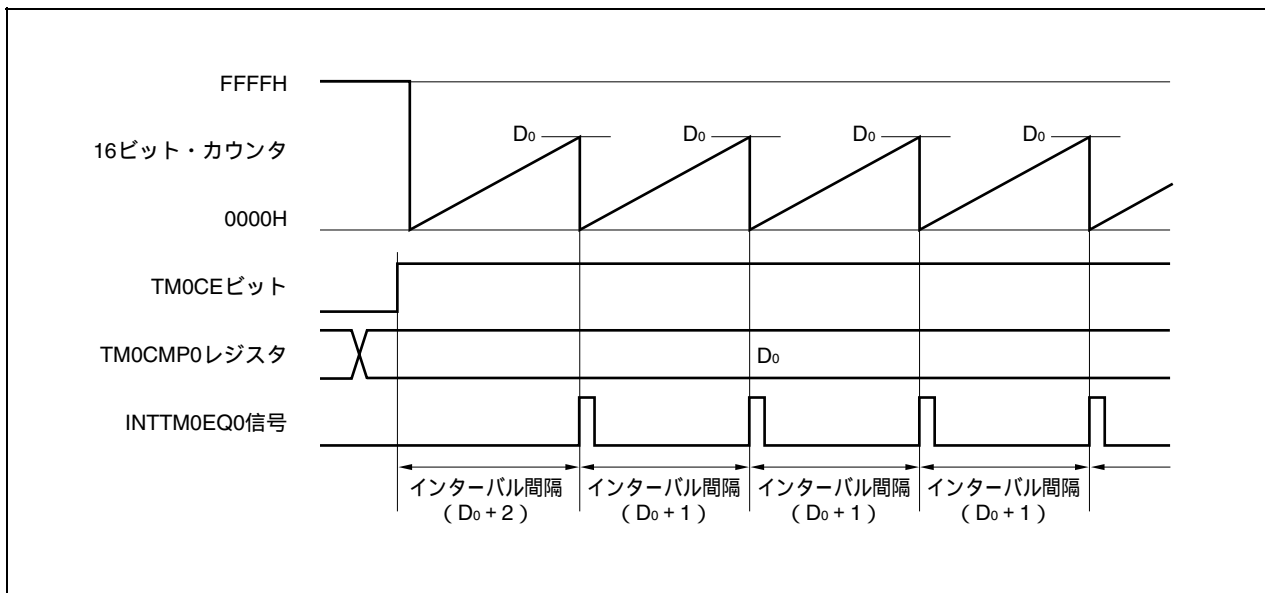 FFFFH
D0 D0 D0 D0
16ビット・カウンタ
0000H
TM0CEビット
TM0CMP0レジスタ
D0
INTTM0EQ0信号
インターバル間隔 インターバル間隔 インターバル間隔 インターバル間隔
(D0+2) (D0+1) (D0+1) (D0+1)